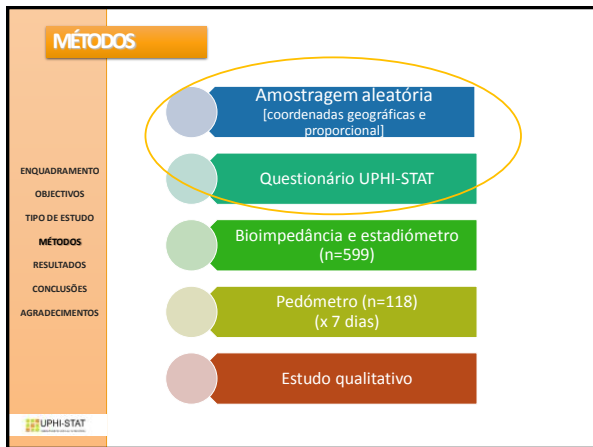 MÉTODOS
ENQUADRAMENTO
OBJECTIVOS
TIPO DE ESTUDO
MÉTODOS
RESULTADOS
CONCLUSÕES
AGRADECIMENTOS
Amostragem aleatória
[coordenadas geográficas e
proporcional]
Questionário UPHI-STAT
Bioimpedância e estadiómetro
(n=599)
Pedómetro (n=118)
(x 7 dias)
Estudo qualitativo
UPHI-STAT